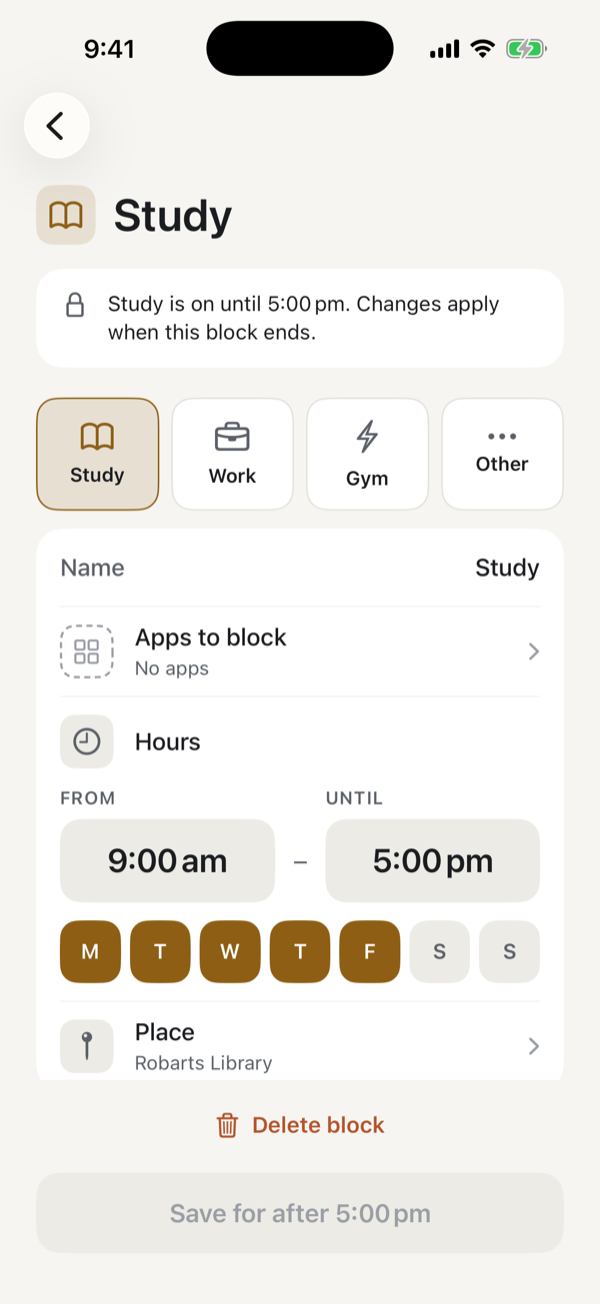 9:41
Study
Study is on until 5:00 pm. Changes apply
when this block ends.
Study
Work
Gym
Other
Name
Study
Apps to block
No apps
Hours
FROM
UNTIL
9:00 am
–
5:00 pm
M T W T F S S
Place
Robarts Library
Delete block
Save for after 5:00 pm